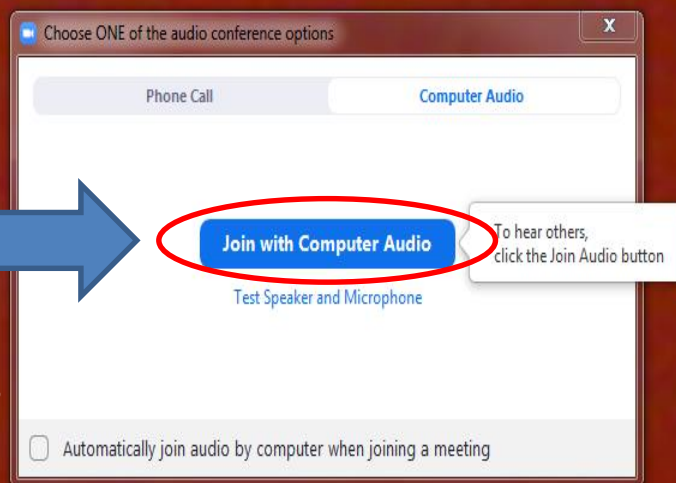 Choose ONE of the audio conference options
X
Phone Call
Computer Audio
Join with Computer Audio
To hear others,
click the Join Audio button
Test Speaker and Microphone
Automatically join audio by computer when joining a meeting